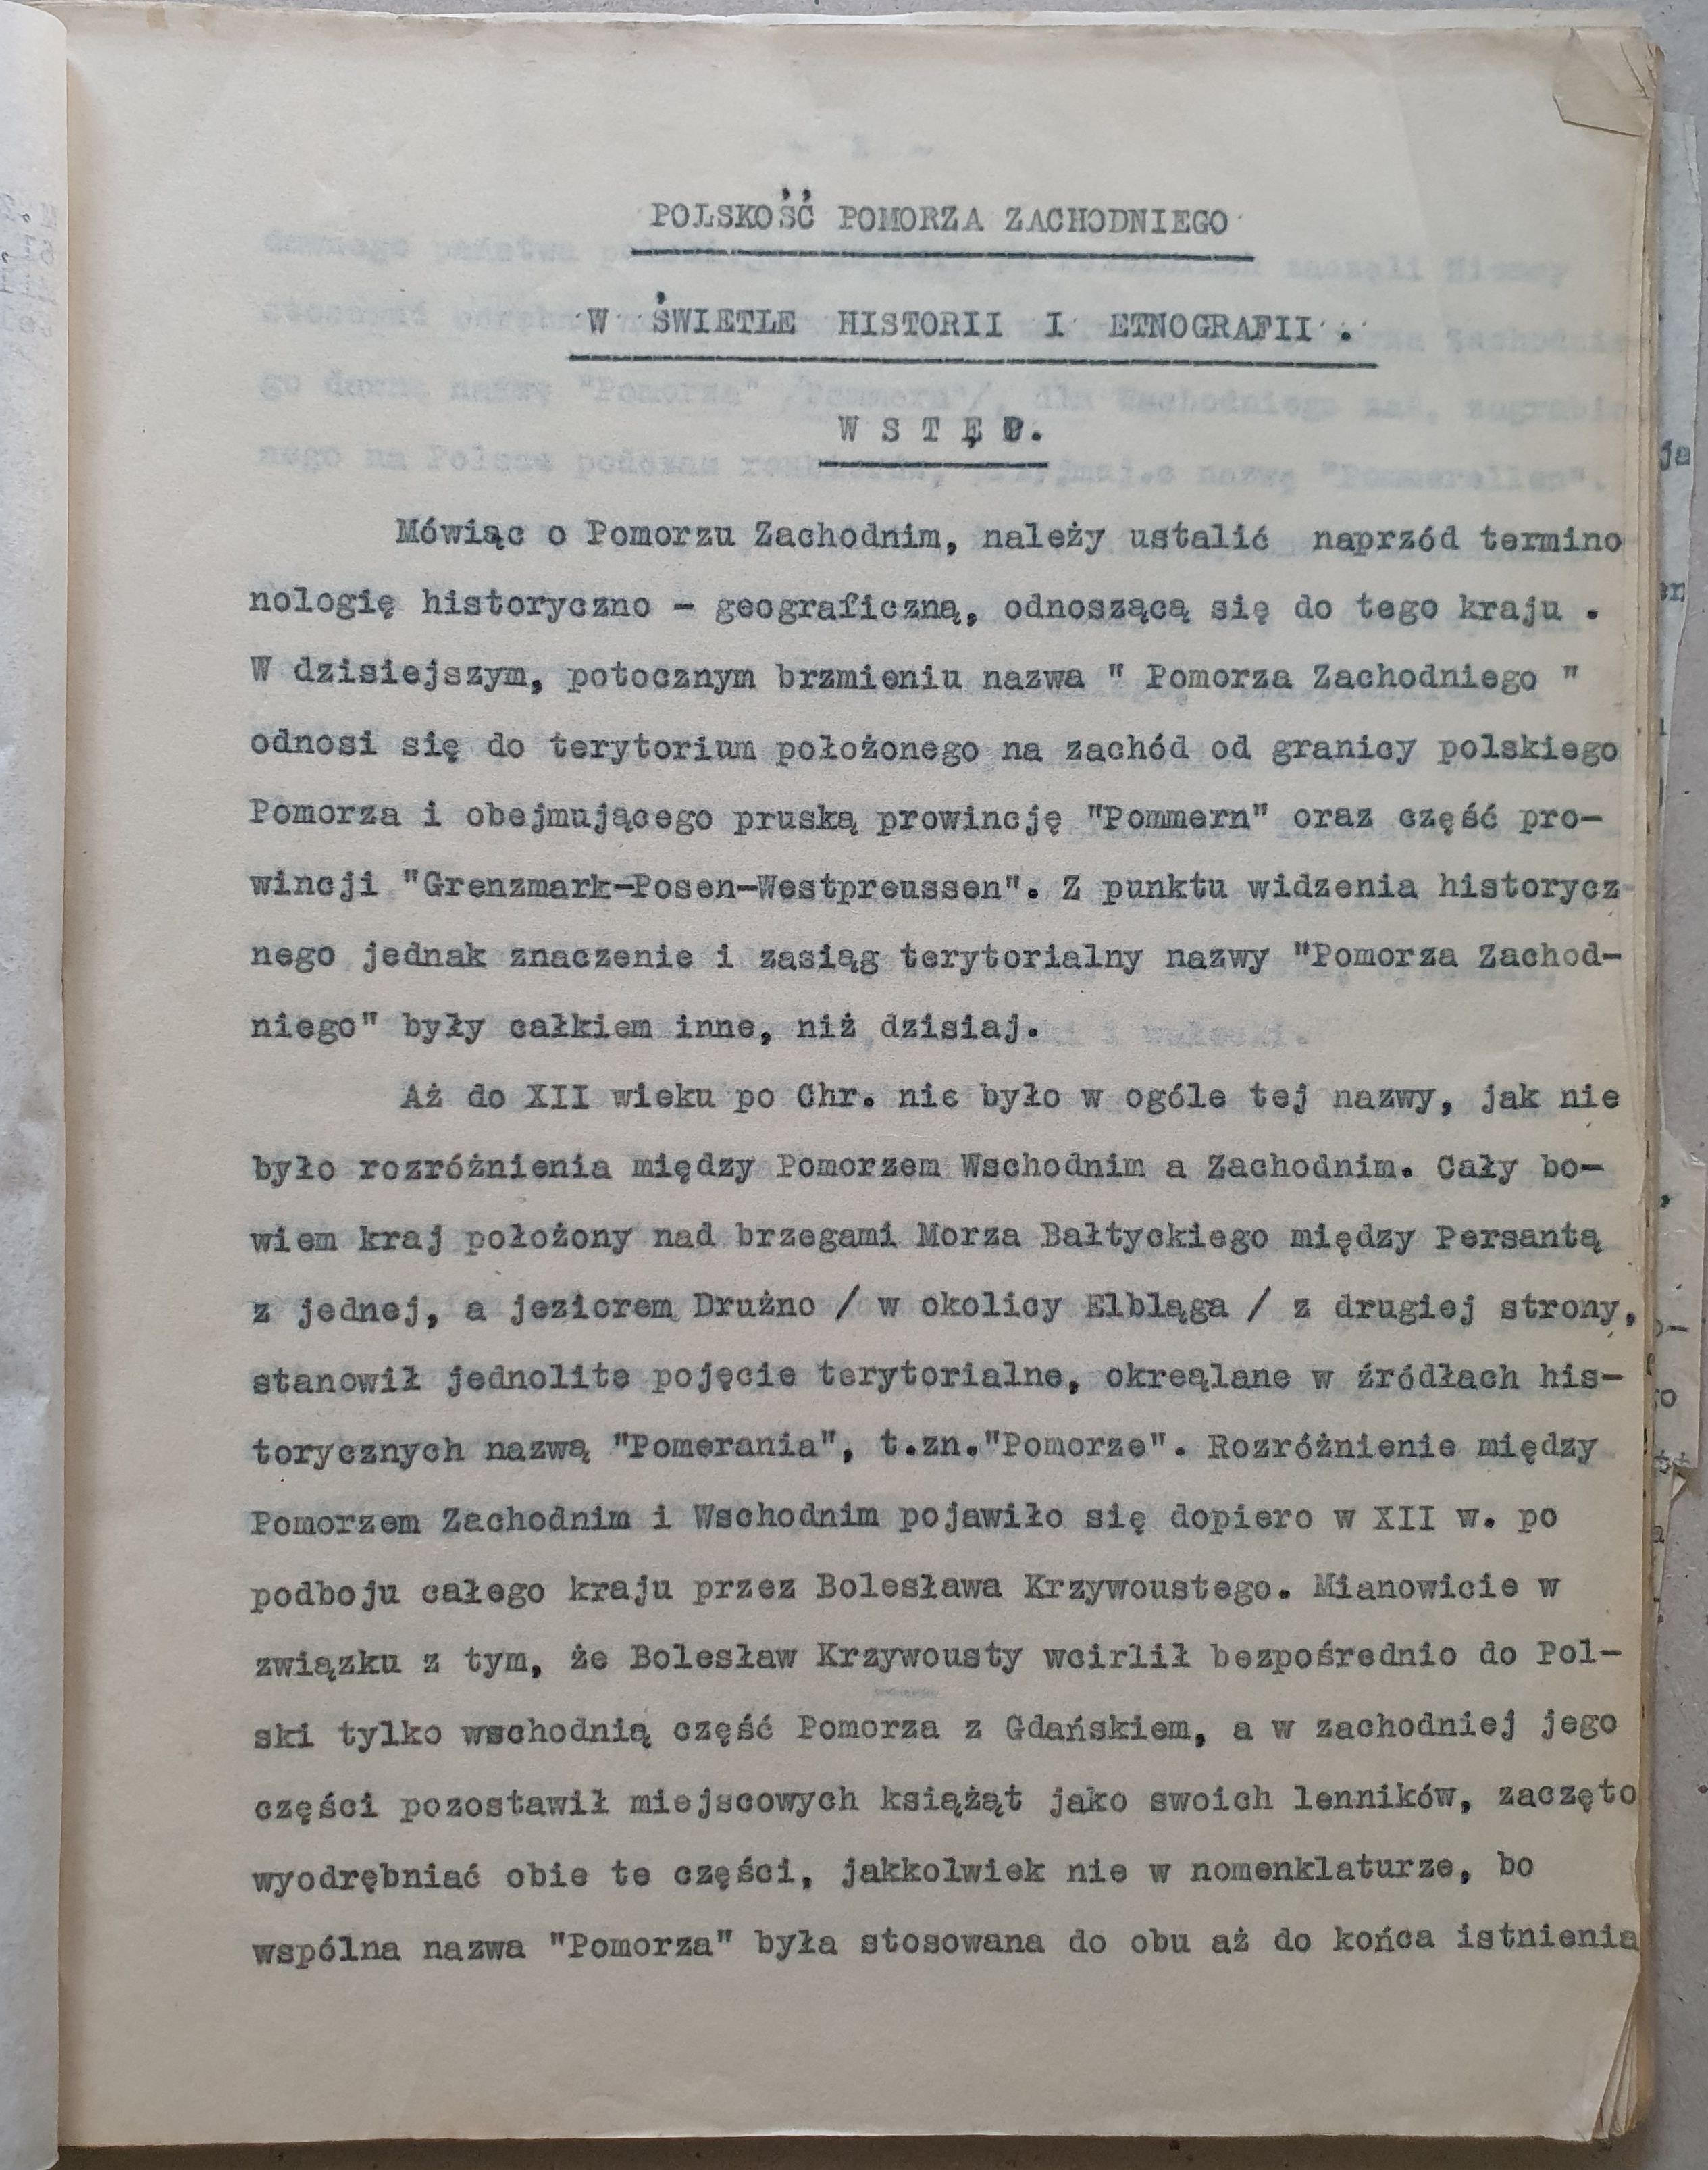 POLSKOŚĆ POMORZA ZACHODNIEGO
W ŚWIETLE HISTORII I ETNOGRAFII .
W S T Ę P.
Mówiąc o Pomorzu Zachodnim, należy ustalić naprzód termino
nologię historyczno - geograficzną, odnoszącą się do tego kraju .
W dzisiejszym, potocznym brzmieniu nazwa " Pomorza Zachodniego "
odnosi się do terytorium położonego na zachód od granicy polskiego
Pomorza i obejmującego pruską prowincję "Pommern" oraz część pro-
wincji "Grenzmark-Posen-Westpreussen". Z punktu widzenia historycz
nego jednak znaczenie i zasiąg terytorialny nazwy "Pomorza Zachod-
niego" były całkiem inne, niż dzisiaj.
Aż do XII wieku po Chr. nie było w ogóle tej nazwy, jak nie
było rozróżnienia między Pomorzem Wschodnim a Zachodnim. Cały bo-
wiem kraj położony nad brzegami Morza Bałtyckiego między Persantą
z jednej, a jeziorem Drużno / w okolicy Elbląga / z drugiej strony,
stanowił jednolite pojęcie terytorialne, okreąlane w źródłach his-
torycznych nazwą "Pomerania", t.zn."Pomorze". Rozróżnienie między
Pomorzem Zachodnim i Wschodnim pojawiło się dopiero w XII w. po
podboju całego kraju przez Bolesława Krzywoustego. Mianowicie w
związku z tym, że Bolesław Krzywousty wcirlił bezpośrednio do Pol-
ski tylko wschodnią część Pomorza z Gdańskiem, a w zachodniej jego
części pozostawił miejscowych książąt jako swoich lenników, zaczęto
wyodrębniać obie te części, jakkolwiek nie w nomenklaturze, bo
wspólna nazwa "Pomorza" była stosowana do obu aż do końca istnienia